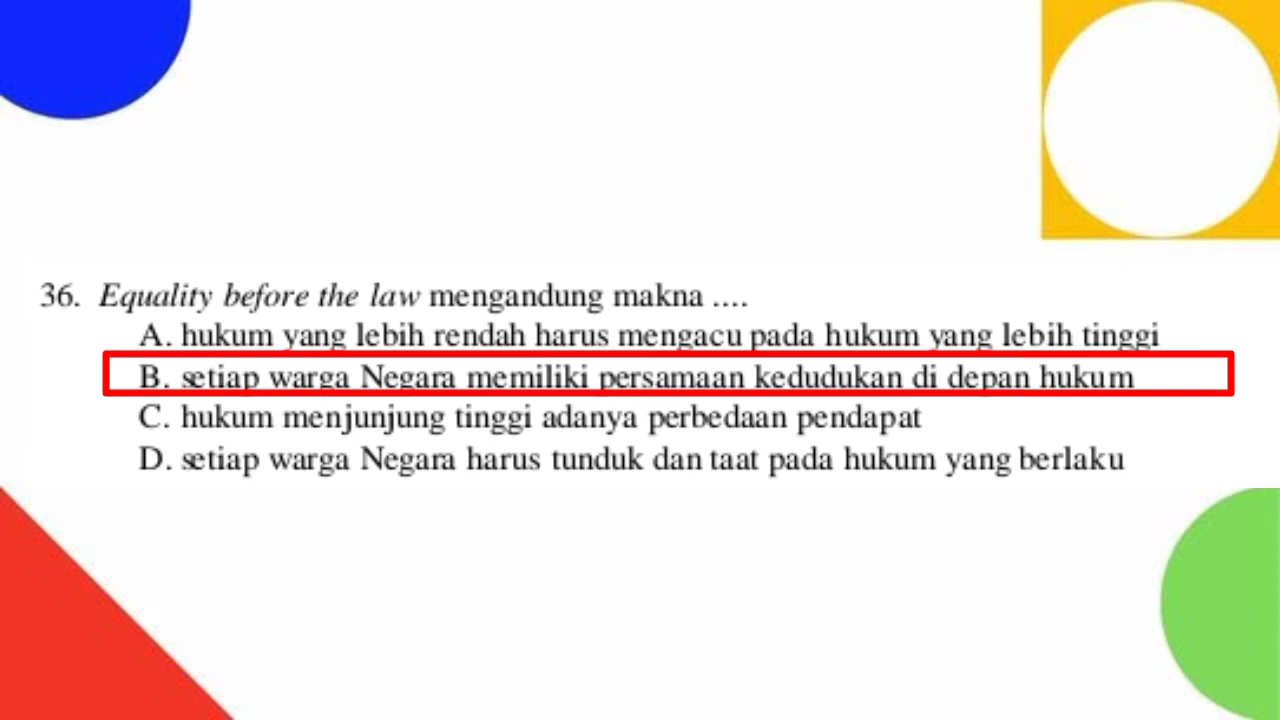 36. Equality before the law mengandung makna ....
A. hukum yang lebih rendah harus mengacu pada hukum yang lebih tinggi
B. setiap warga Negara memiliki persamaan kedudukan di depan hukum
C. hukum menjunjung tinggi adanya perbedaan pendapat
D. setiap warga Negara harus tunduk dan taat pada hukum yang berlaku